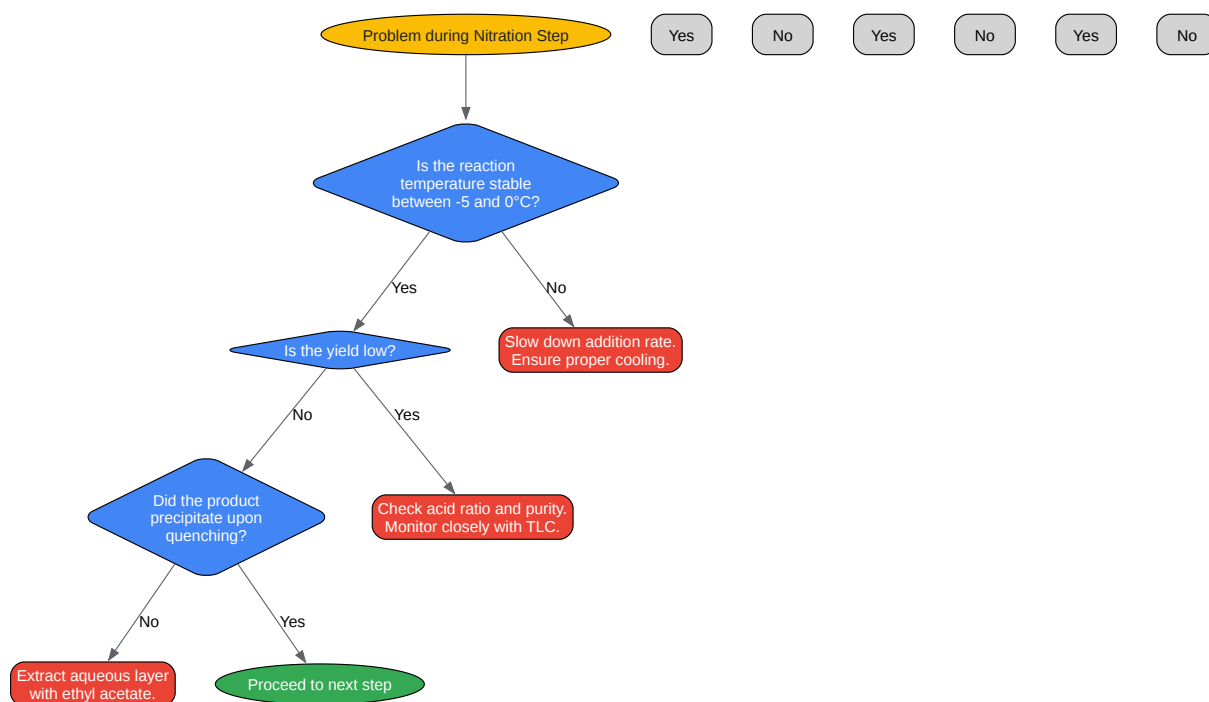 Problem during Nitration Step
Yes
No
Yes
No
Yes
No
Is the reaction
temperature stable
between -5 and 0°C?
Yes
No
Is the yield low?
Slow down addition rate.
Ensure proper cooling.
No
Yes
Did the product
precipitate upon
quenching?
Check acid ratio and purity.
Monitor closely with TLC.
No
Yes
Extract aqueous layer
with ethyl acetate.
Proceed to next step